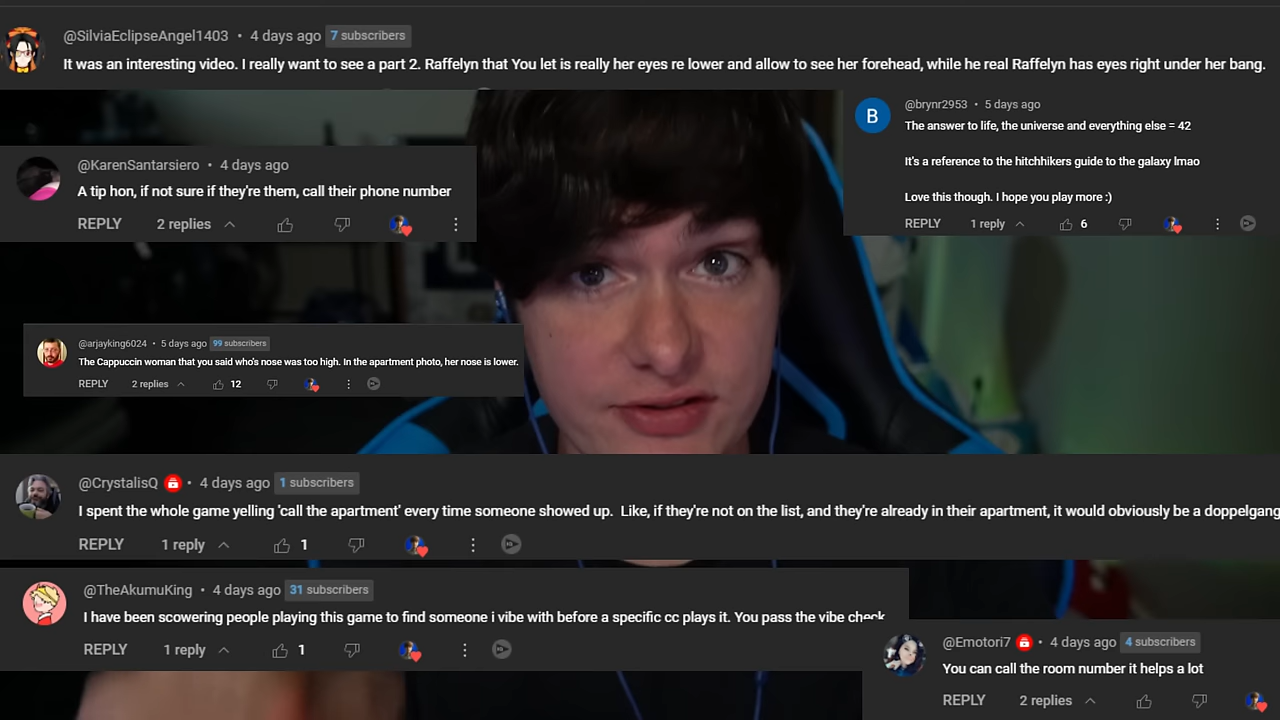 @SilviaEclipseAngel1403 • 4 days ago 7 subscribers
It was an interesting video. I really want to see a part 2. Raffelyn that You let is really her eyes re lower and allow to see her forehead, while he real Raffelyn has eyes right under her bang.
@KarenSantarsiero • 4 days ago
A tip hon, if not sure if they're them, call their phone number
REPLY 2 replies
B @brynr2953 • 5 days ago
The answer to life, the universe and everything else = 42
It's a reference to the hitchhikers guide to the galaxy lmao
Love this though. I hope you play more :)
REPLY 1 reply 6
@arjayking6024 • 5 days ago 99 subscribers
The Cappuccin woman that you said who's nose was too high. In the apartment photo, her nose is lower.
REPLY 2 replies 12
@CrystalisQ • 4 days ago 1 subscribers
I spent the whole game yelling 'call the apartment' every time someone showed up. Like, if they're not on the list, and they're already in their apartment, it would obviously be a doppelgang
REPLY 1 reply 1
@TheAkumuKing • 4 days ago 31 subscribers
I have been scowering people playing this game to find someone i vibe with before a specific cc plays it. You pass the vibe check
REPLY 1 reply 1
@Emotori7 • 4 days ago 4 subscribers
You can call the room number it helps a lot
REPLY 2 replies